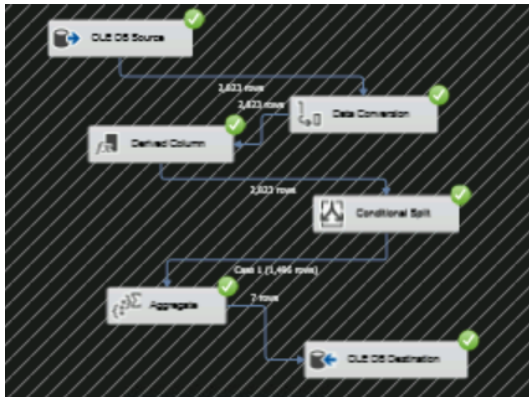 OLE DB Source
2,823 rows
2,823 rows
Data Conversion
Derived Column
2,823 rows
Conditional Split
Case 1 (1,486 rows)
Aggregate
7 rows
OLE DB Destination